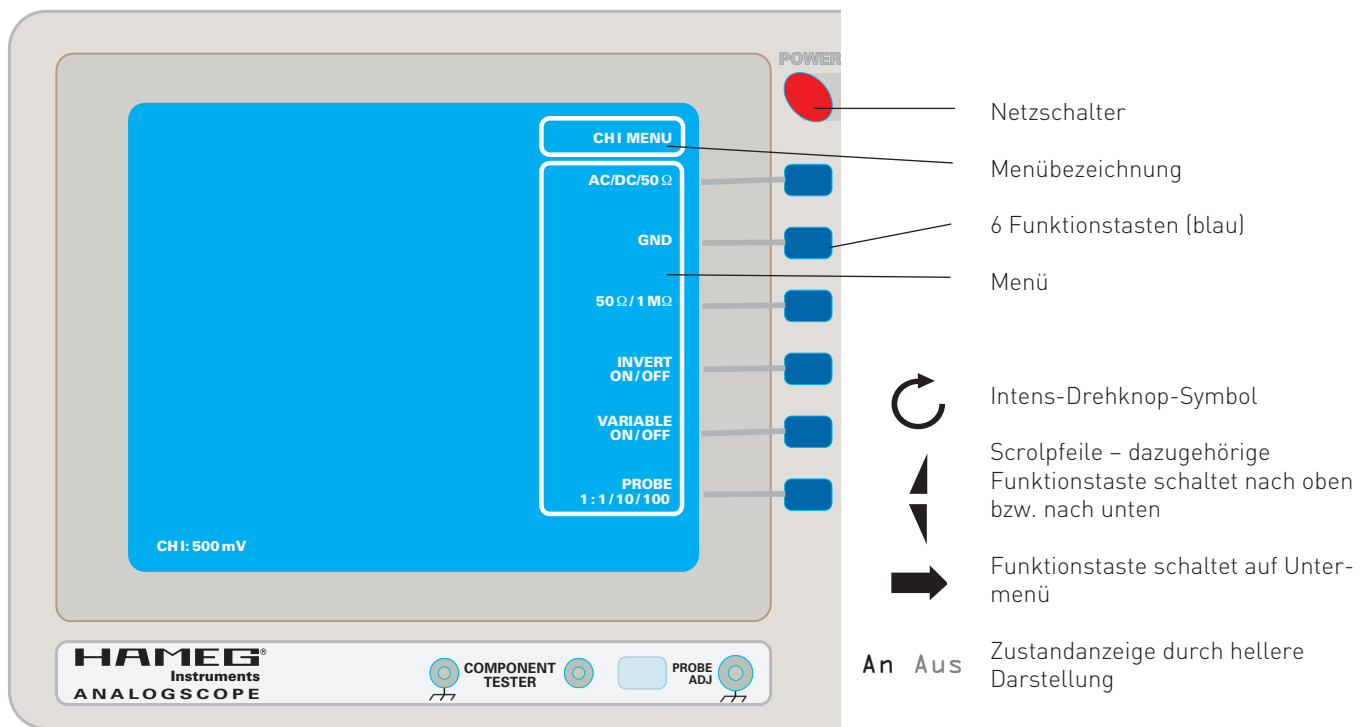 POWER
Netzschalter
CH I MENU
Menübezeichnung
AC/DC/50 Ω
6 Funktionstasten (blau)
GND
Menü
50 Ω / 1 MΩ
INVERT
ON / OFF
Intens-Drehknop-Symbol
VARIABLE
ON / OFF
Scrolpfeile – dazugehörige
Funktionstaste schaltet nach oben
bzw. nach unten
PROBE
1 : 1 / 10 / 100
CH I: 500 mV
Funktionstaste schaltet auf Unter-
menü
An Aus
Zustandanzeige durch hellere
Darstellung
HAMEG®
Instruments
ANALOGSCOPE
COMPONENT
TESTER
PROBE
ADJ